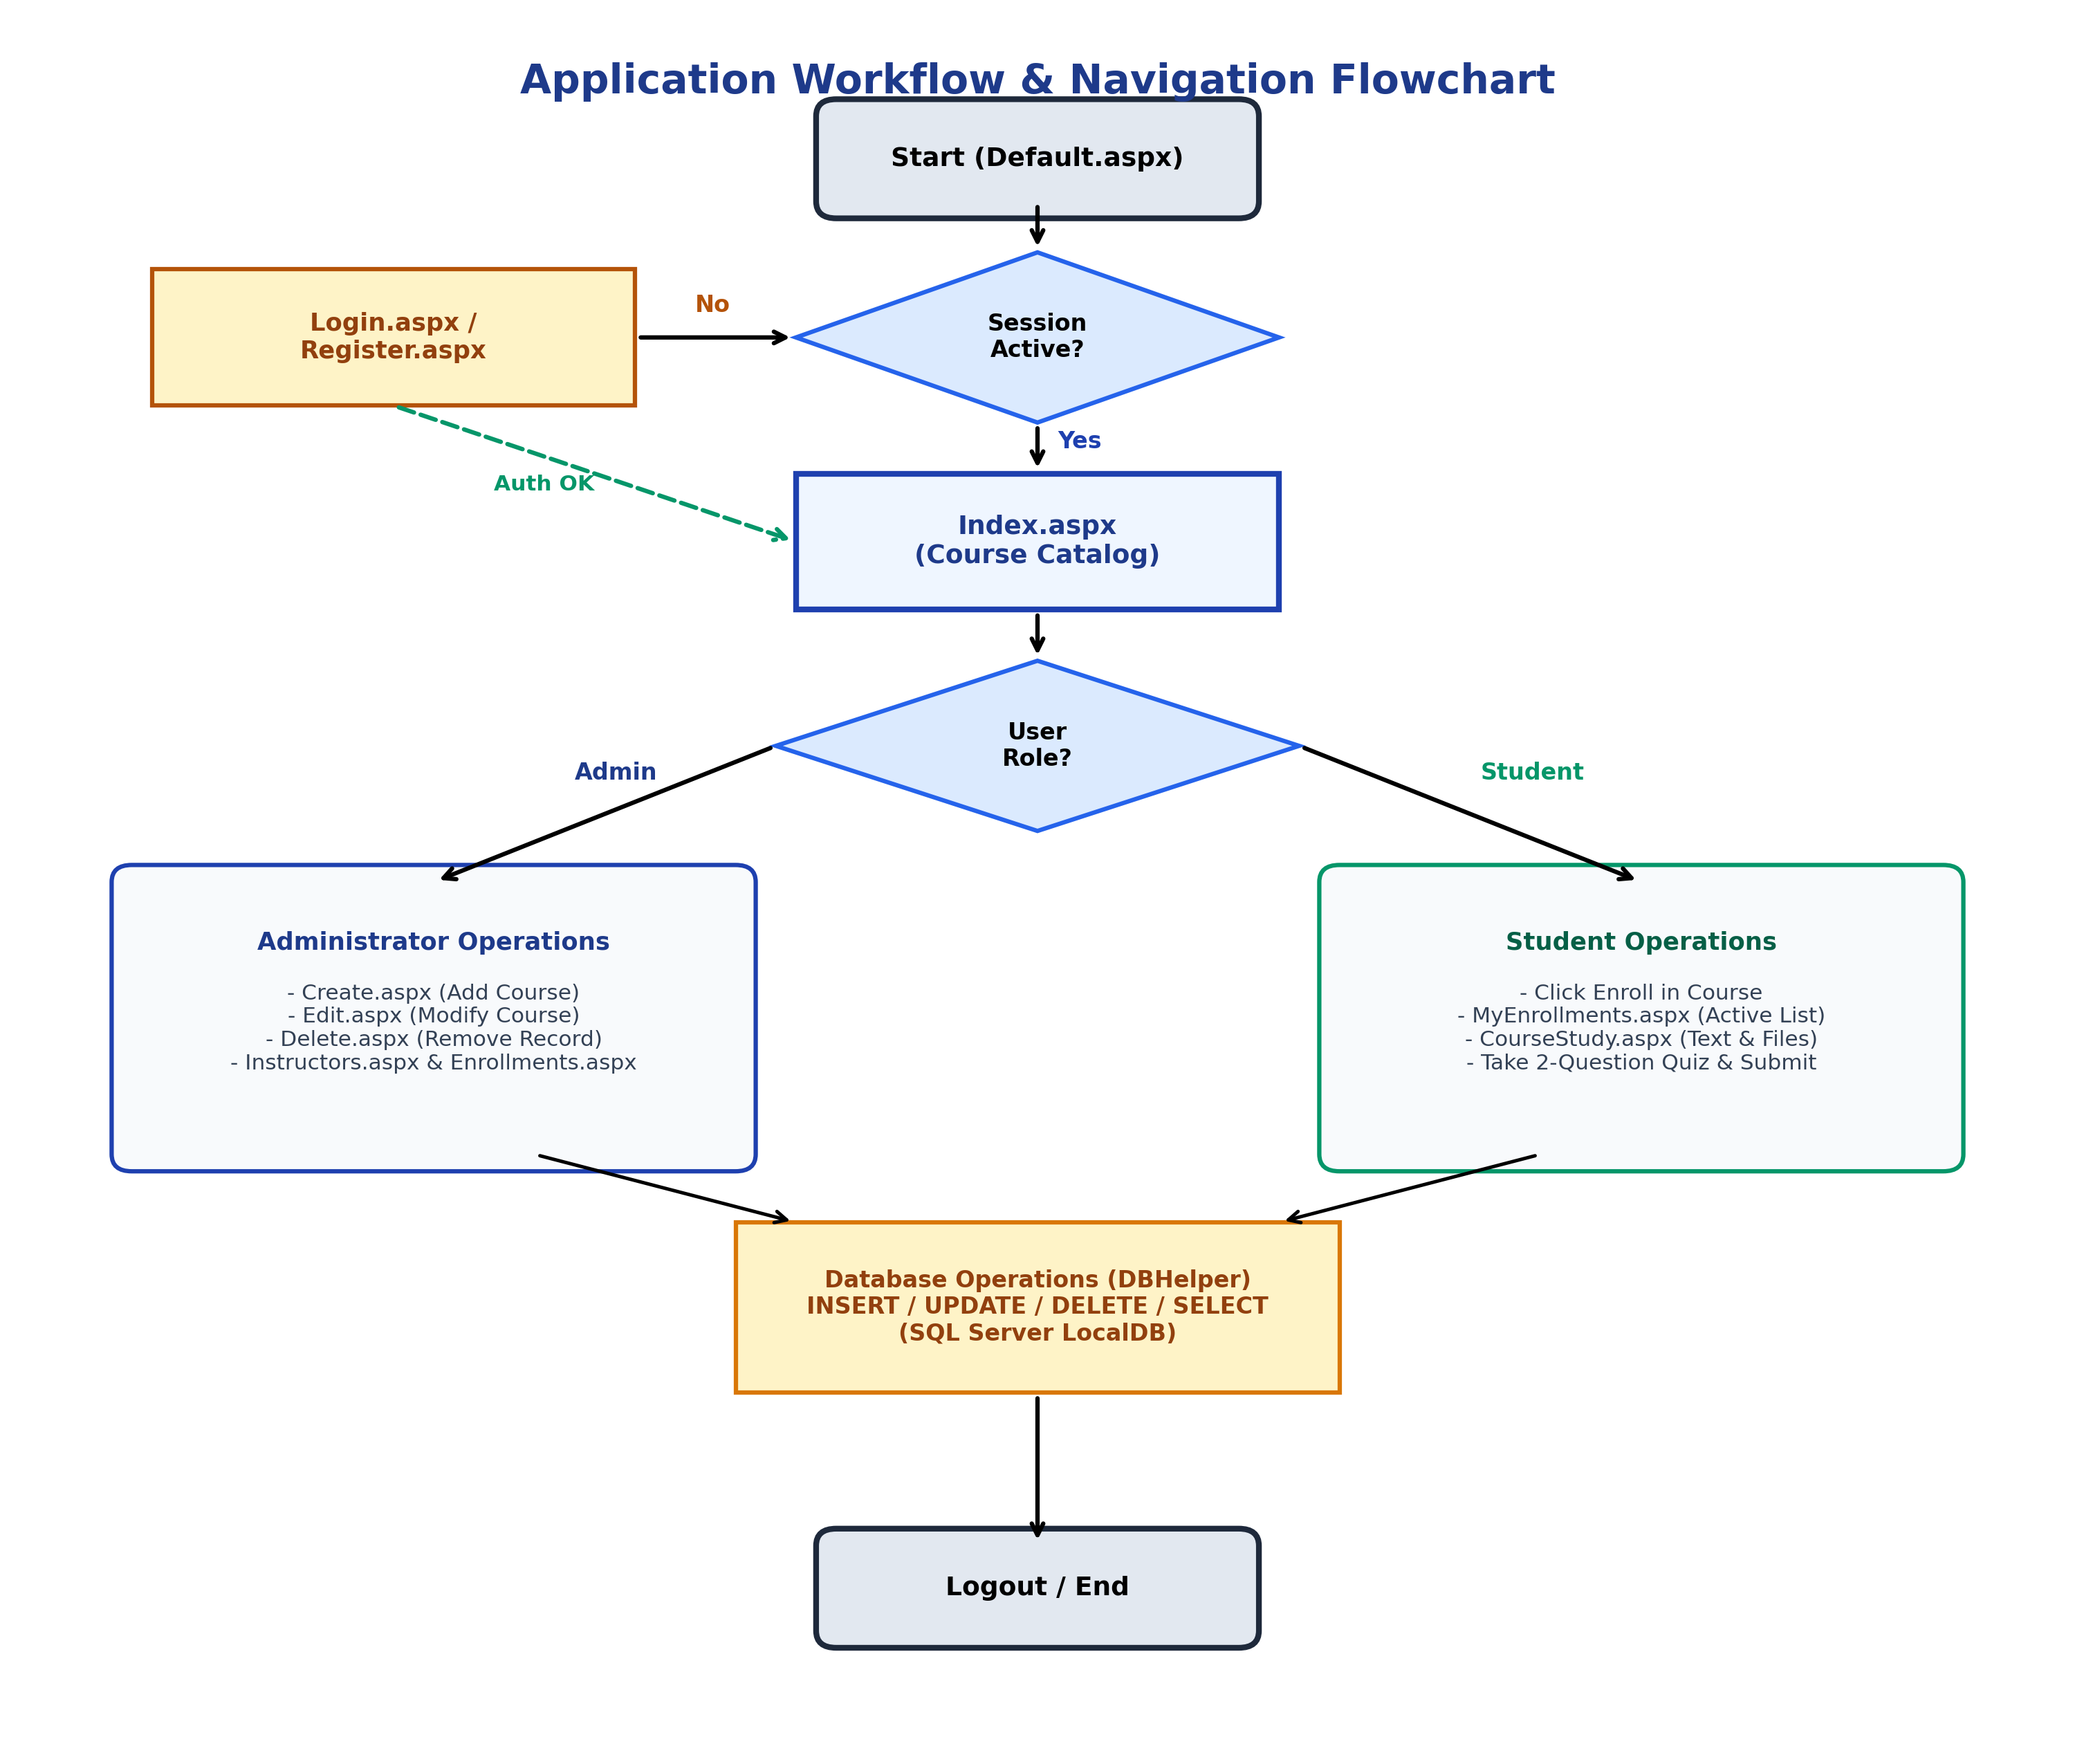 Application Workflow & Navigation Flowchart
Start (Default.aspx)
Login.aspx /
Register.aspx
No
Session
Active?
Yes
Auth OK
Index.aspx
(Course Catalog)
User
Role?
Admin
Student
Administrator Operations
- Create.aspx (Add Course)
- Edit.aspx (Modify Course)
- Delete.aspx (Remove Record)
- Instructors.aspx & Enrollments.aspx
Student Operations
- Click Enroll in Course
- MyEnrollments.aspx (Active List)
- CourseStudy.aspx (Text & Files)
- Take 2-Question Quiz & Submit
Database Operations (DBHelper)
INSERT / UPDATE / DELETE / SELECT
(SQL Server LocalDB)
Logout / End